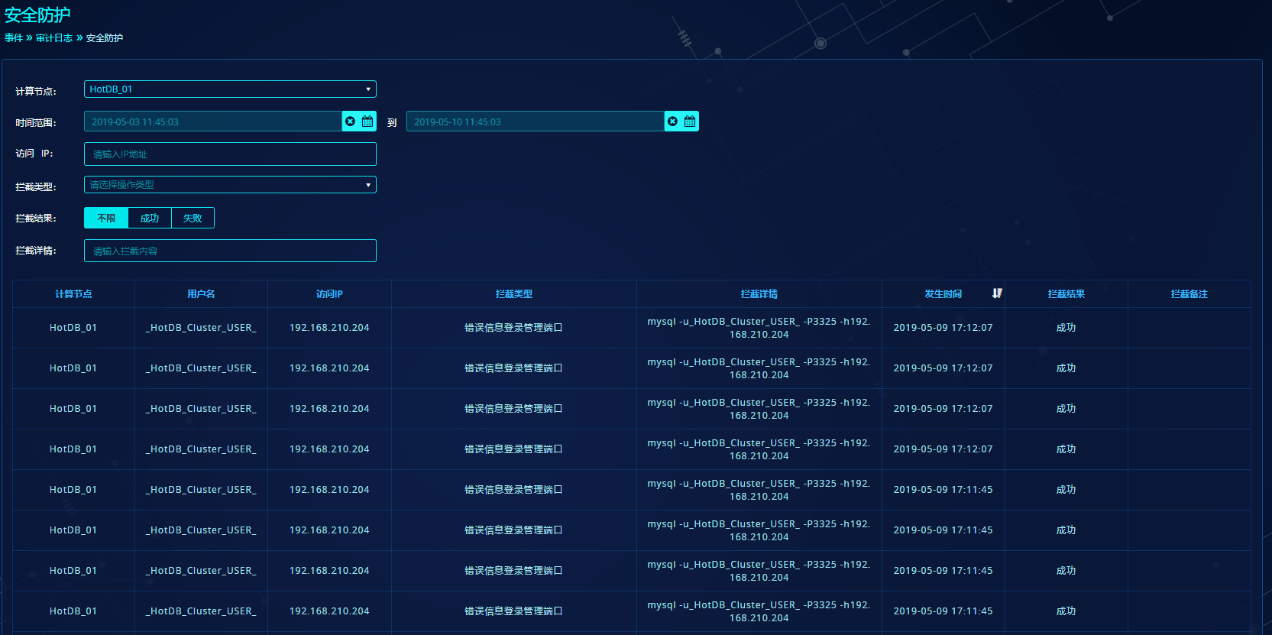 安全防护
事件 » 审计日志 » 安全防护
计算节点: HotDB_01
时间范围: 2019-05-03 11:45:03 到 2019-05-10 11:45:03
访问 IP: 请输入IP地址
拦截类型: 请选择操作类型
拦截结果: 不限 成功 失败
拦截详情: 请输入拦截内容
计算节点 用户名 访问IP 拦截类型 拦截详情 发生时间 拦截结果 拦截备注
HotDB_01 _HotDB_Cluster_USER_ 192.168.210.204 错误信息登录管理端口 mysql -u_HotDB_Cluster_USER_ -P3325 -h192.
168.210.204 2019-05-09 17:12:07 成功
HotDB_01 _HotDB_Cluster_USER_ 192.168.210.204 错误信息登录管理端口 mysql -u_HotDB_Cluster_USER_ -P3325 -h192.
168.210.204 2019-05-09 17:12:07 成功
HotDB_01 _HotDB_Cluster_USER_ 192.168.210.204 错误信息登录管理端口 mysql -u_HotDB_Cluster_USER_ -P3325 -h192.
168.210.204 2019-05-09 17:12:07 成功
HotDB_01 _HotDB_Cluster_USER_ 192.168.210.204 错误信息登录管理端口 mysql -u_HotDB_Cluster_USER_ -P3325 -h192.
168.210.204 2019-05-09 17:12:07 成功
HotDB_01 _HotDB_Cluster_USER_ 192.168.210.204 错误信息登录管理端口 mysql -u_HotDB_Cluster_USER_ -P3325 -h192.
168.210.204 2019-05-09 17:11:45 成功
HotDB_01 _HotDB_Cluster_USER_ 192.168.210.204 错误信息登录管理端口 mysql -u_HotDB_Cluster_USER_ -P3325 -h192.
168.210.204 2019-05-09 17:11:45 成功
HotDB_01 _HotDB_Cluster_USER_ 192.168.210.204 错误信息登录管理端口 mysql -u_HotDB_Cluster_USER_ -P3325 -h192.
168.210.204 2019-05-09 17:11:45 成功
HotDB_01 _HotDB_Cluster_USER_ 192.168.210.204 错误信息登录管理端口 mysql -u_HotDB_Cluster_USER_ -P3325 -h192.
168.210.204 2019-05-09 17:11:45 成功